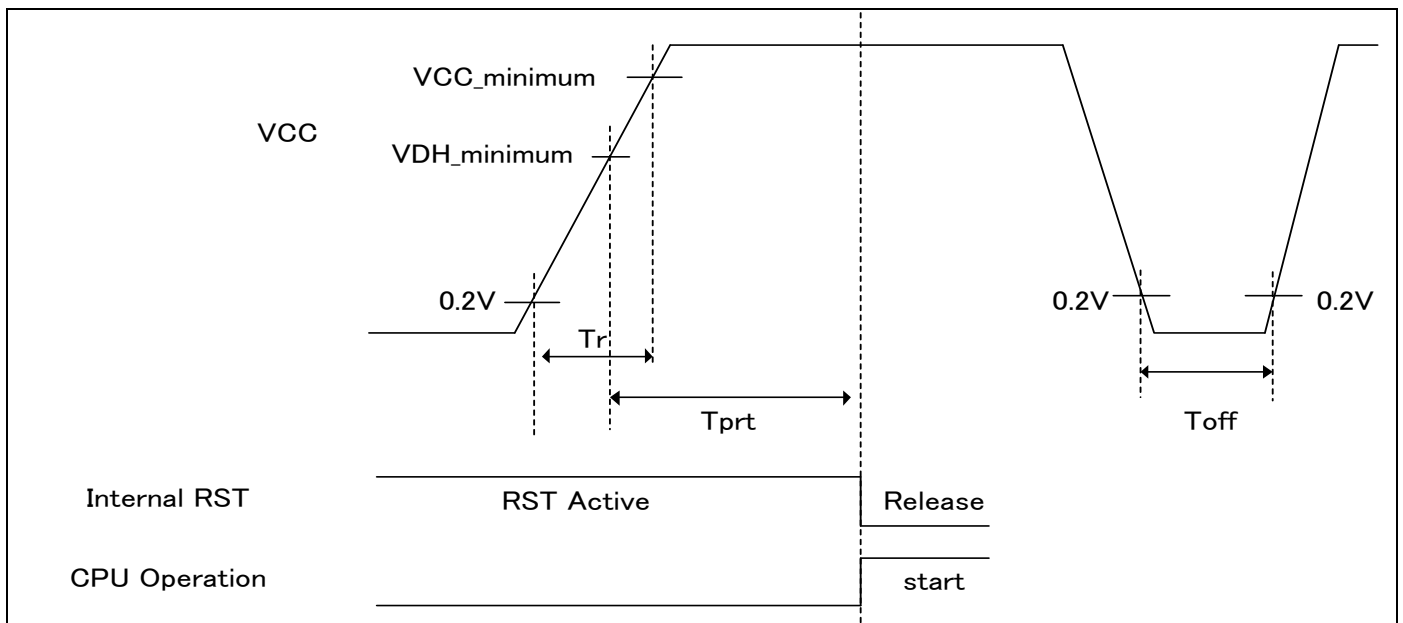 VCC_minimum
VCC
VDH_minimum
0.2V
0.2V
0.2V
Tr
Tprt
Toff
Internal RST
RST Active
Release
CPU Operation
start